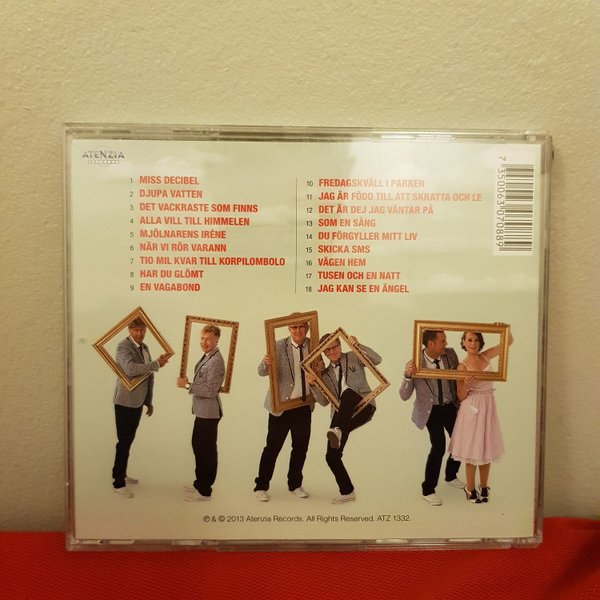 ATENZIA
RECORDS
1 MISS DECIBEL
2 DJUPA VATTEN
3 DET VACKRASTE SOM FINNS
4 ALLA VILL TILL HIMMELEN
5 MJÖLNARENS IRÉNE
6 NÄR VI RÖR VARANN
7 TIO MIL KVAR TILL KORPILOMBOLO
8 HAR DU GLÖMT
9 EN VAGABOND
10 FREDAGSKVÄLL I PARKEN
11 JAG ÄR FÖDD TILL ATT SKRATTA OCH LE
12 DET ÄR DEJ JAG VÄNTAR PÅ
13 SOM EN SÅNG
14 DU FÖRGYLLER MITT LIV
15 SKICKA SMS
16 VÄGEN HEM
17 TUSEN OCH EN NATT
18 JAG KAN SE EN ÄNGEL
7 350063 070889
℗ & © 2013 Atenzia Records. All Rights Reserved. ATZ 1332.